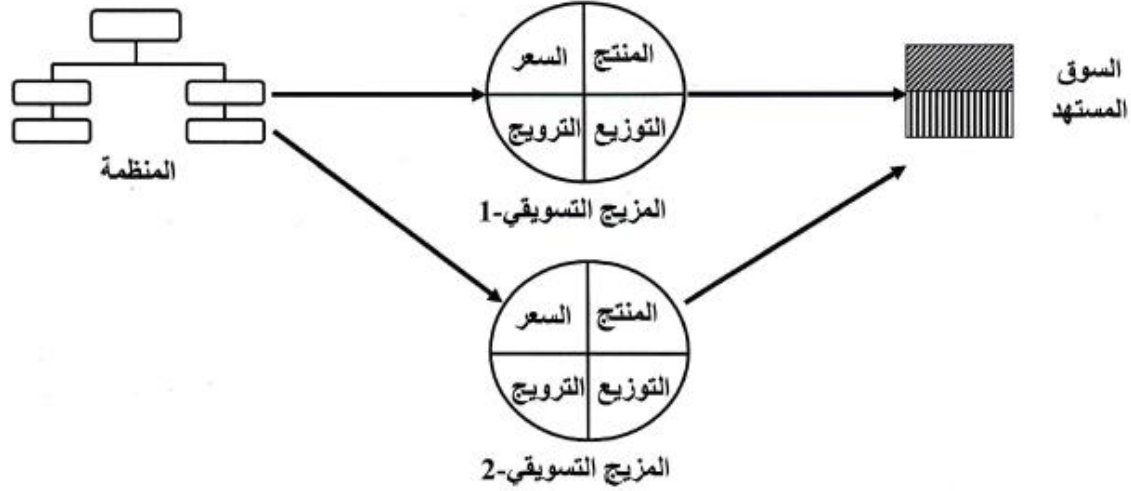 المنتج
السعر
التوزيع
الترويج
المزيج التسويقي-1
السوق
المستهد
المنظمة
المنتج
السعر
التوزيع
الترويج
المزيج التسويقي-2